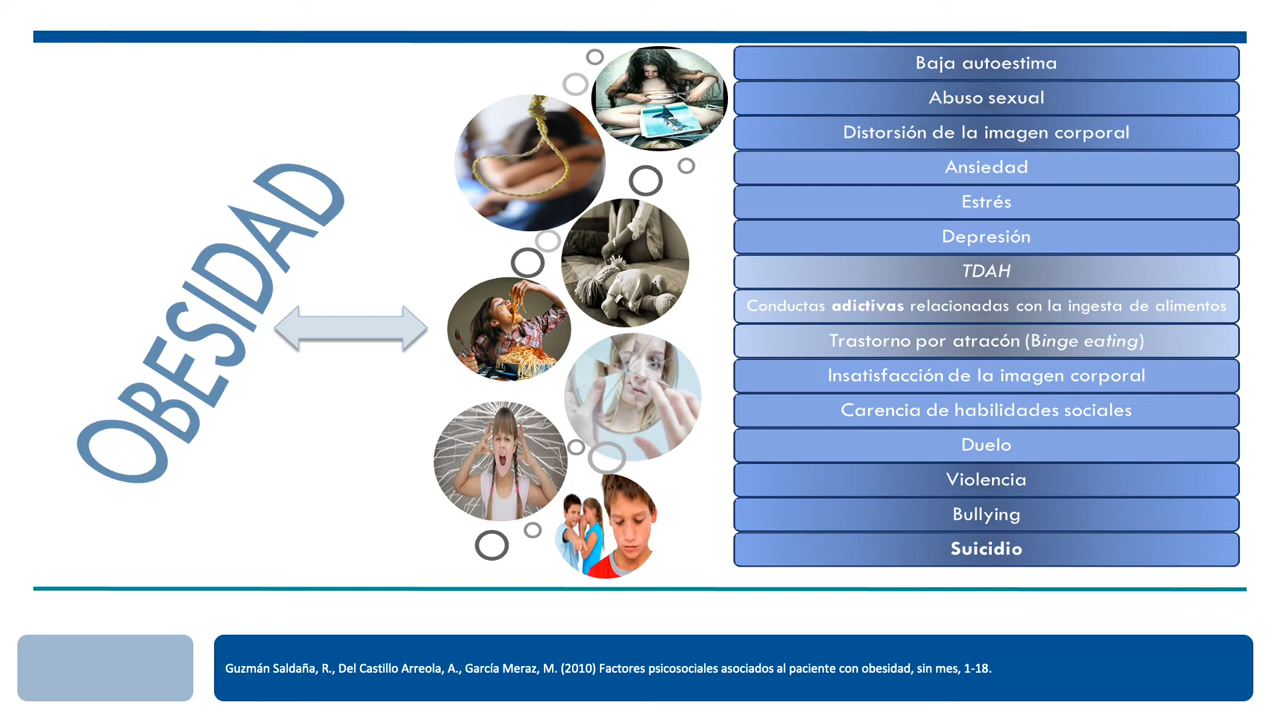 OBESIDAD
Baja autoestima
Abuso sexual
Distorsión de la imagen corporal
Ansiedad
Estrés
Depresión
TDAH
Conductas adictivas relacionadas con la ingesta de alimentos
Trastorno por atracón (Binge eating)
Insatisfacción de la imagen corporal
Carencia de habilidades sociales
Duelo
Violencia
Bullying
Suicidio
Guzmán Saldaña, R., Del Castillo Arreola, A., García Meraz, M. (2010) Factores psicosociales asociados al paciente con obesidad, sin mes, 1-18.